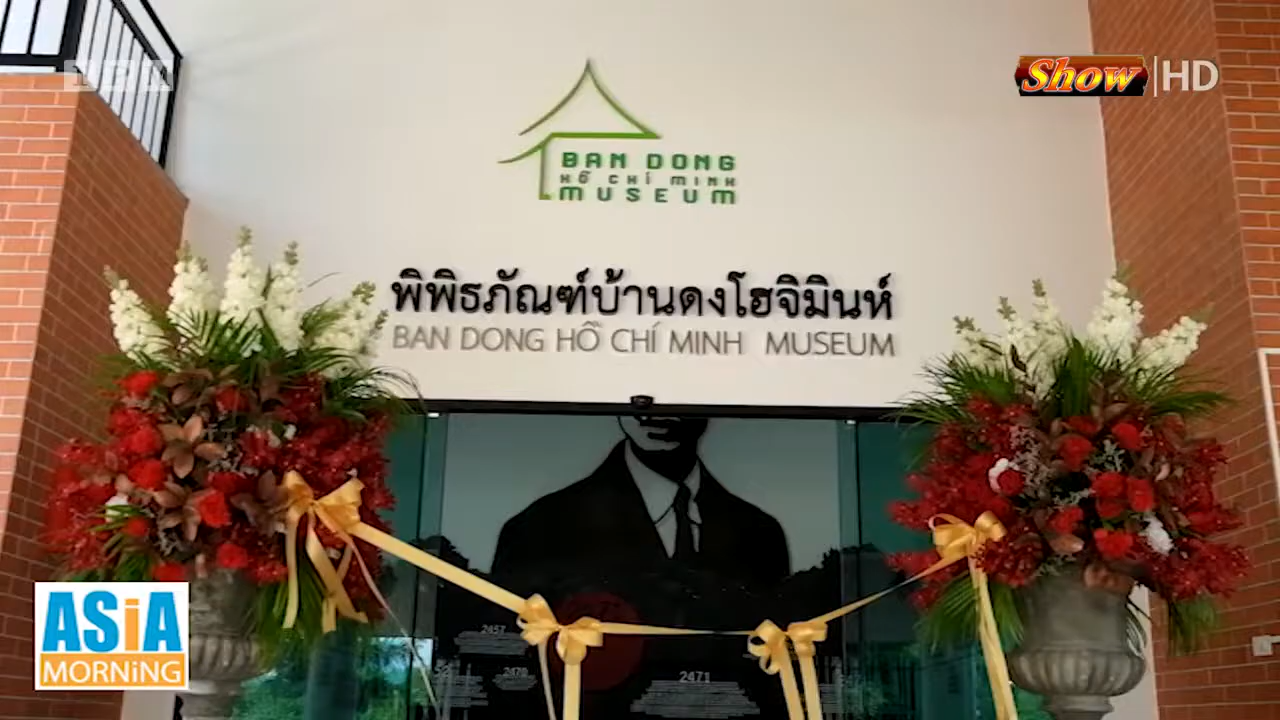 Show HD
BAN DONG
HỒ CHÍ MINH
MUSEUM
พิพิธภัณฑ์บ้านดงโฮจิมินห์
BAN DONG HỒ CHÍ MINH MUSEUM
2457
2470
2471
ASiA
MORNiNG